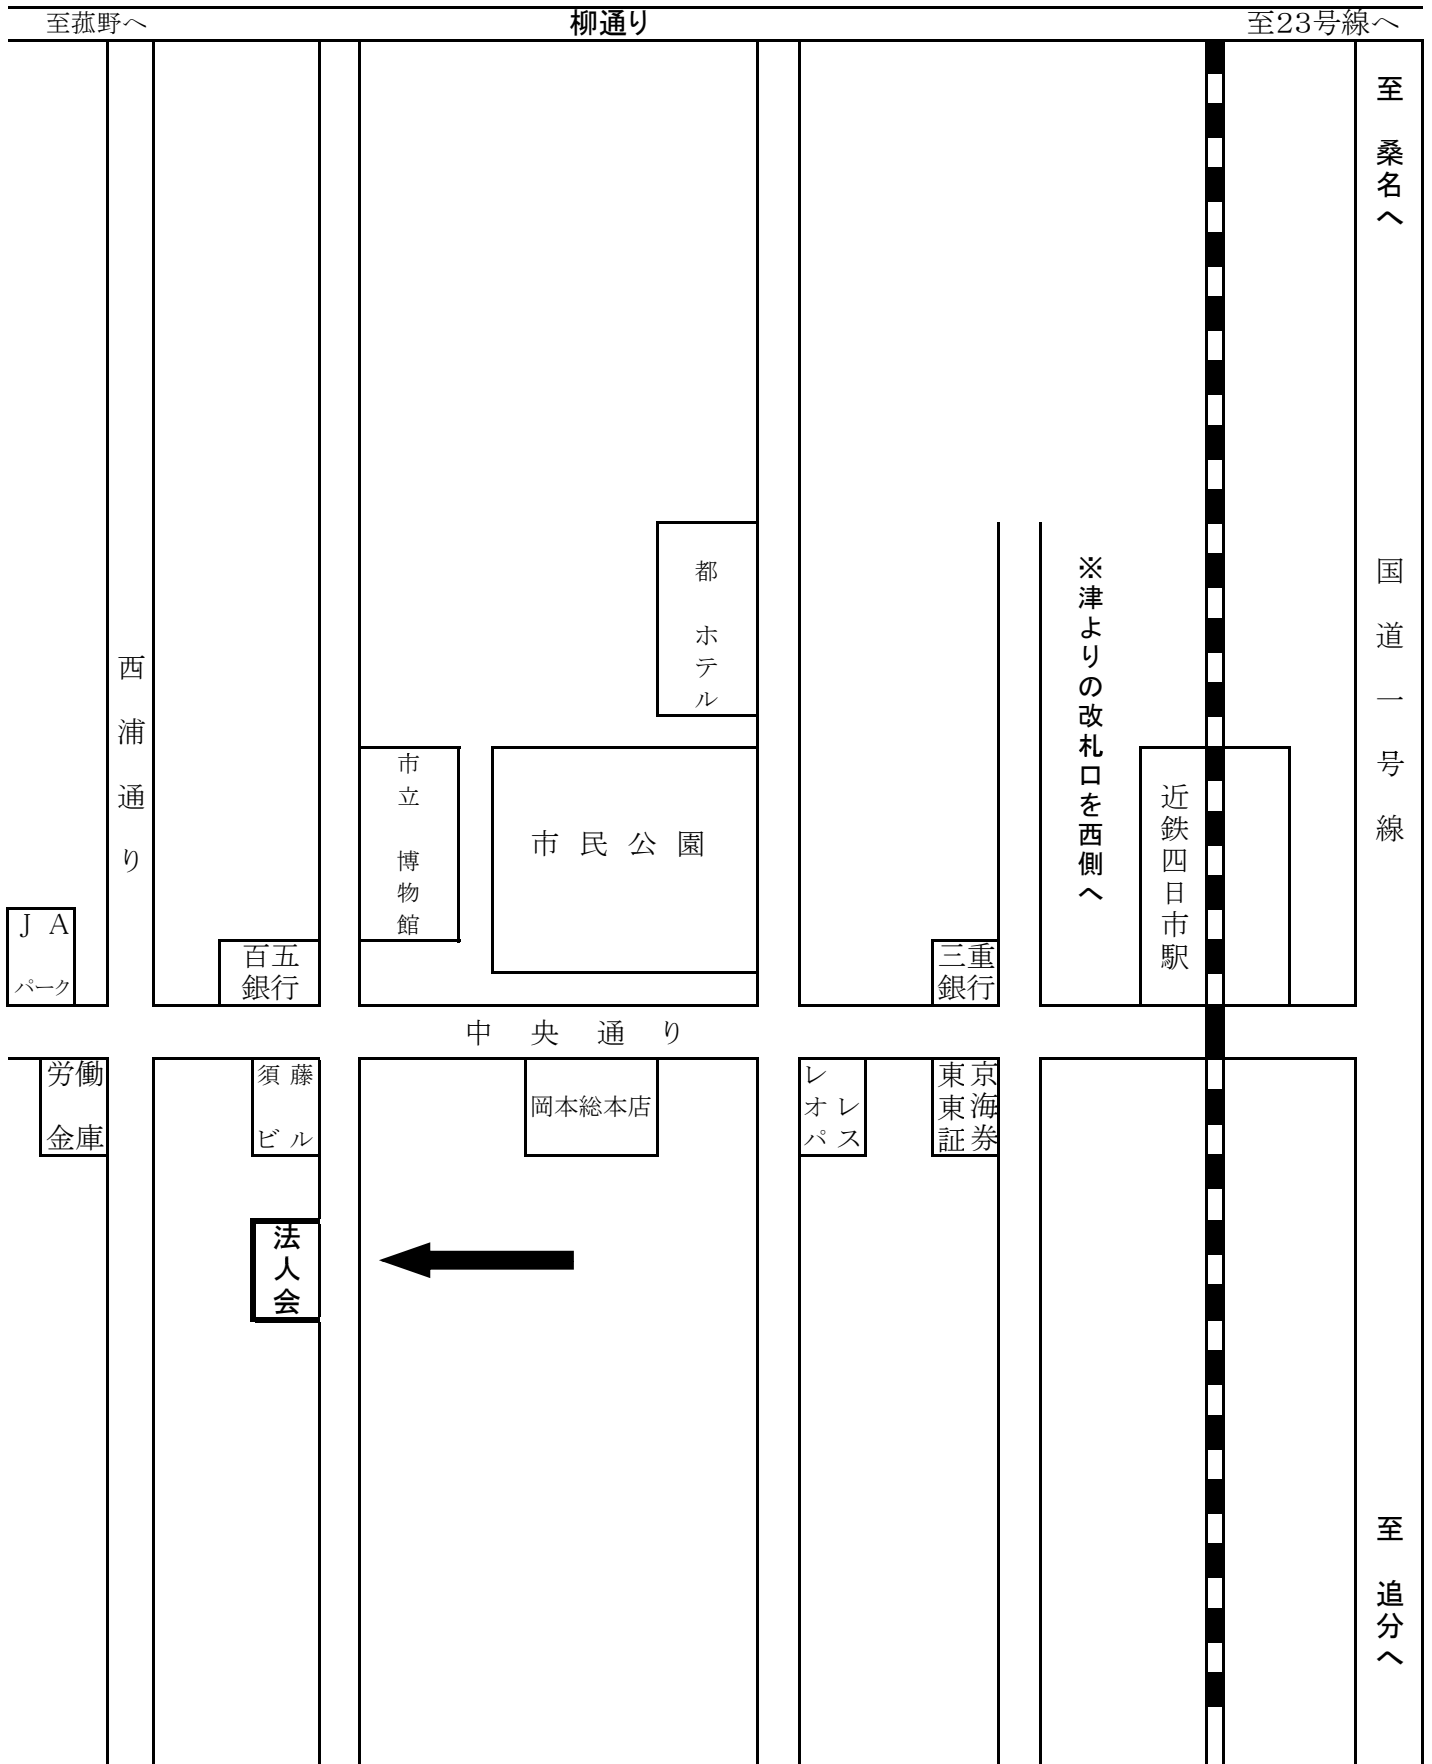 至菰野へ
柳通り
至23号線へ
至 桑名へ
国道一号線
至 追分へ
※津よりの改札口を西側へ
近鉄四日市駅
都 ホテル
西浦通り
市立 博物館
市民公園
JA
パーク
百五
銀行
三重
銀行
中央通り
労働
金庫
須藤
ビル
岡本総本店
レ
オレ
パス
東京
東海
証券
法人会